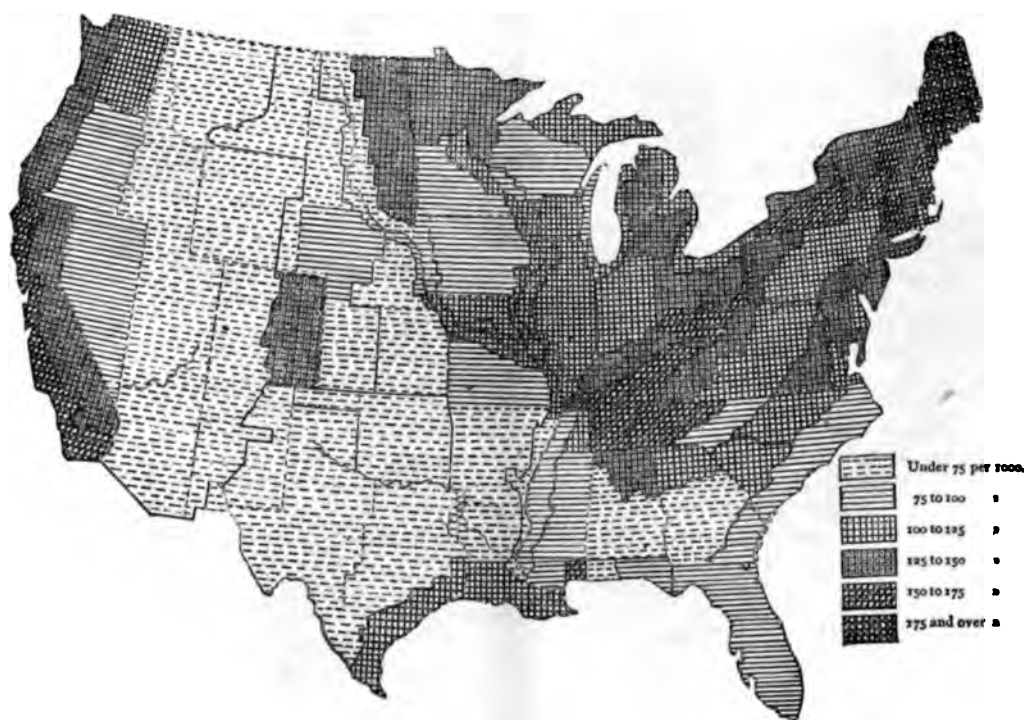 Under 75 per 1000.
75 to 100 "
100 to 125 "
125 to 150 "
150 to 175 "
175 and over "